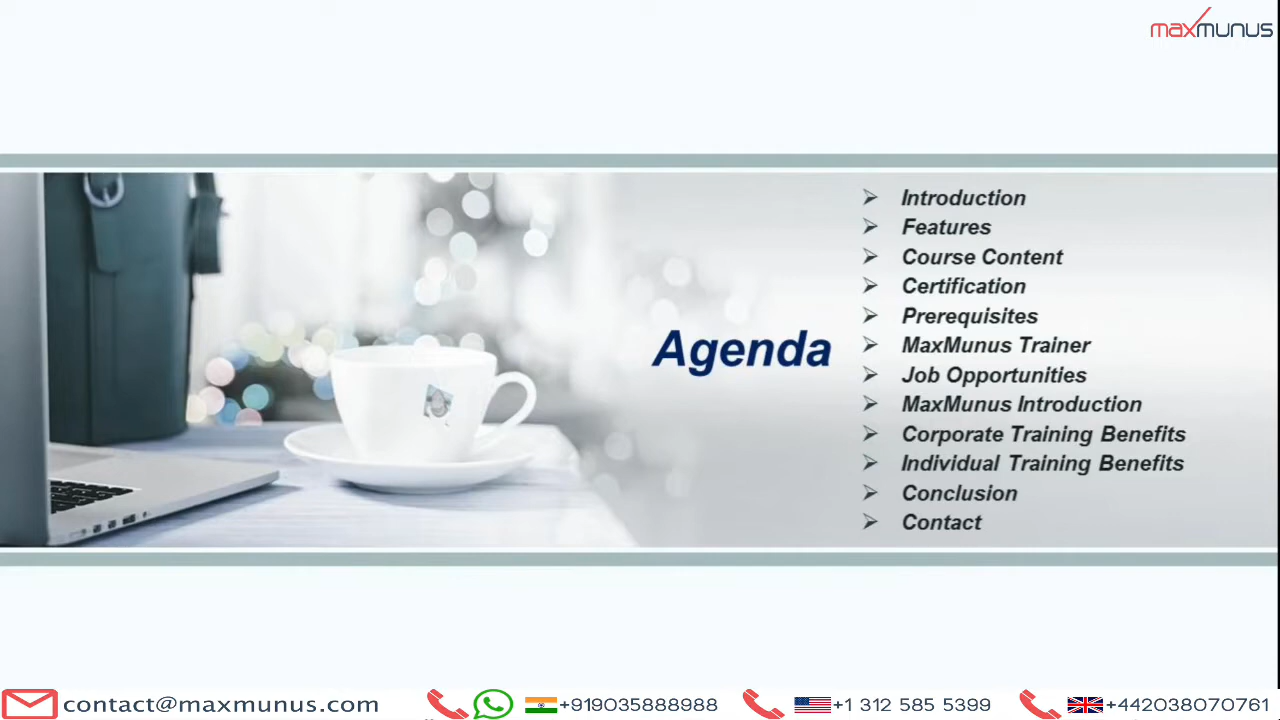 maxmunus
Agenda
Introduction
Features
Course Content
Certification
Prerequisites
MaxMunus Trainer
Job Opportunities
MaxMunus Introduction
Corporate Training Benefits
Individual Training Benefits
Conclusion
Contact
contact@maxmunus.com +919035888988 +1 312 585 5399 +442038070761